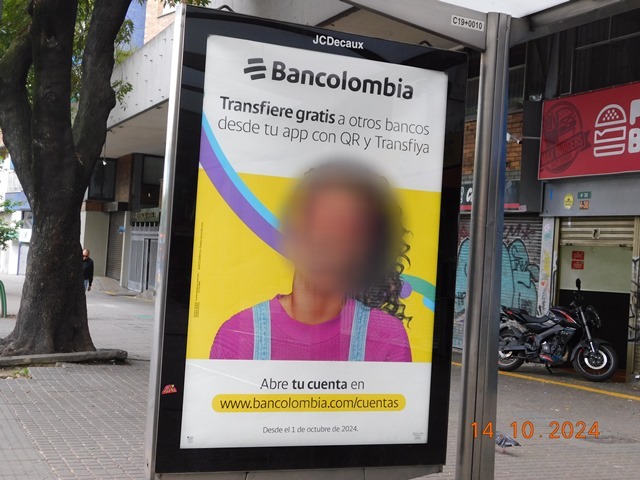 C19+0010
JCDecaux
Bancolombia
Transfiere gratis a otros bancos
desde tu app con QR y Transfiya
Abre tu cuenta en
www.bancolombia.com/cuentas
Desde el 1 de octubre de 2024.
14.10.2024